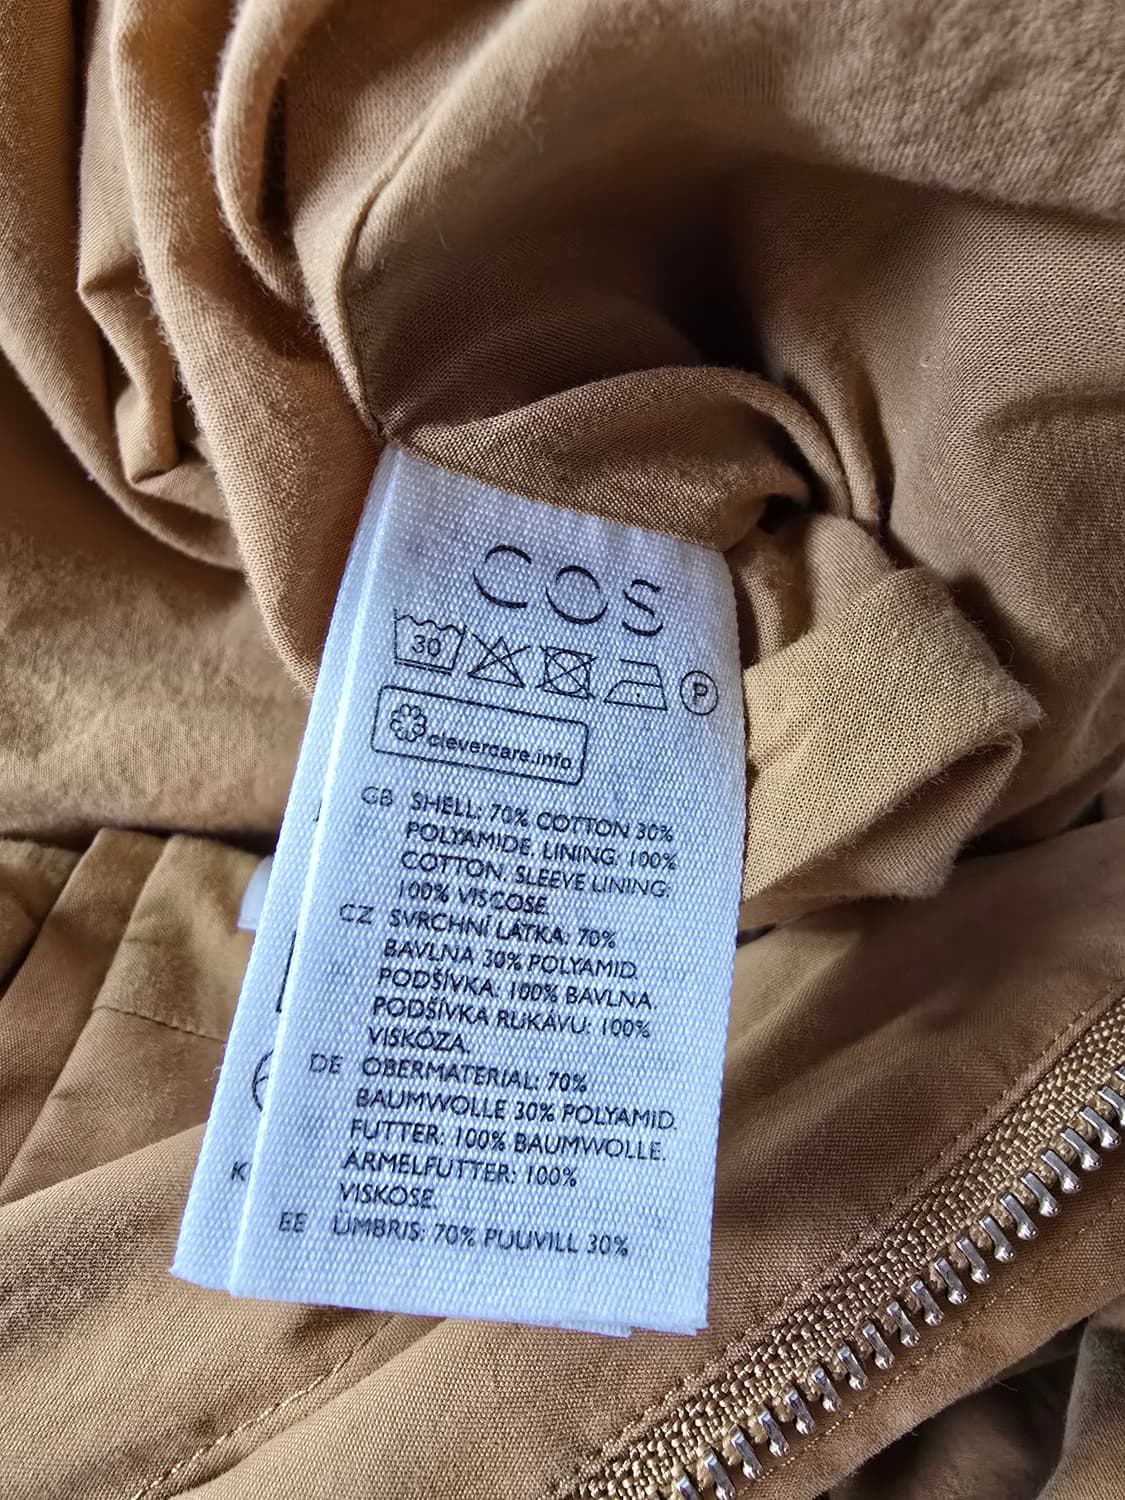 COS
30
P
clevercare.info
GB SHELL: 70% COTTON 30%
POLYAMIDE. LINING: 100%
COTTON. SLEEVE LINING:
100% VISCOSE.
CZ SVRCHNÍ LÁTKA: 70%
BAVLNA 30% POLYAMID.
PODŠÍVKA: 100% BAVLNA.
PODŠÍVKA RUKÁVU: 100%
VISKÓZA.
DE OBERMATERIAL: 70%
BAUMWOLLE 30% POLYAMID.
FUTTER: 100% BAUMWOLLE.
ÄRMELFUTTER: 100%
VISKOSE.
EE ÜMBRIS: 70% PUUVILL 30%
K